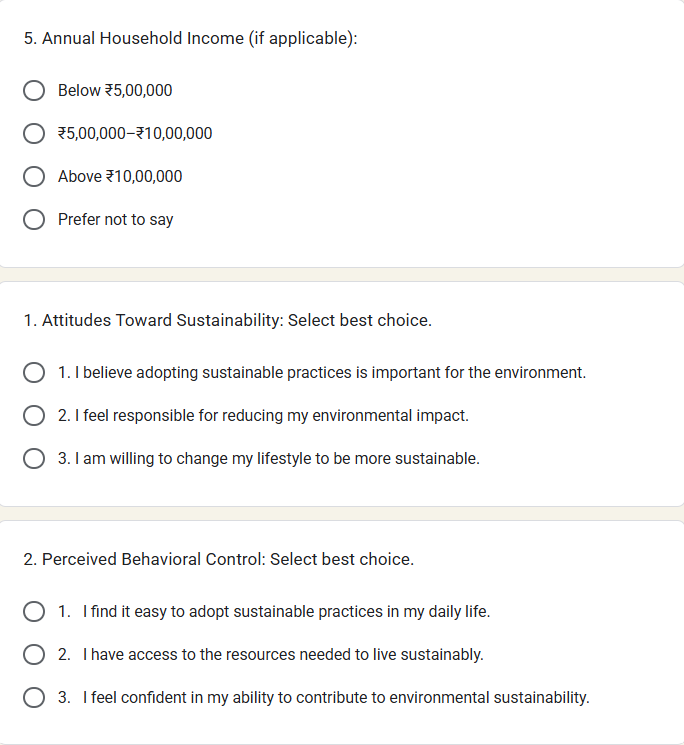 5. Annual Household Income (if applicable):
Below ₹5,00,000
₹5,00,000–₹10,00,000
Above ₹10,00,000
Prefer not to say
1. Attitudes Toward Sustainability: Select best choice.
1. I believe adopting sustainable practices is important for the environment.
2. I feel responsible for reducing my environmental impact.
3. I am willing to change my lifestyle to be more sustainable.
2. Perceived Behavioral Control: Select best choice.
1. I find it easy to adopt sustainable practices in my daily life.
2. I have access to the resources needed to live sustainably.
3. I feel confident in my ability to contribute to environmental sustainability.